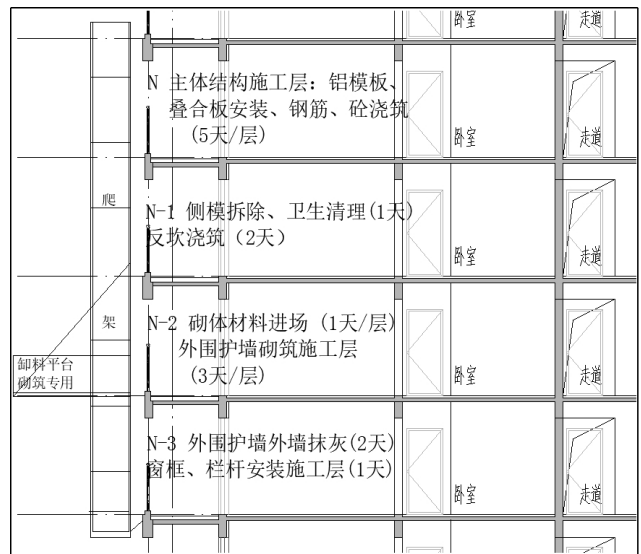 N 主体结构施工层：铝模板、
叠合板安装、钢筋、砼浇筑
(5天/层)
卧室
走道
爬
N-1 侧模拆除、卫生清理(1天)
反坎浇筑（2天）
卧室
走道
架
N-2 砌体材料进场 (1天/层)
外围护墙砌筑施工层
(3天/层)
卧室
走道
卸料平台
砌筑专用
N-3 外围护墙外墙抹灰(2天)
窗框、栏杆安装施工层(1天)
卧室
走道
卧室
走道